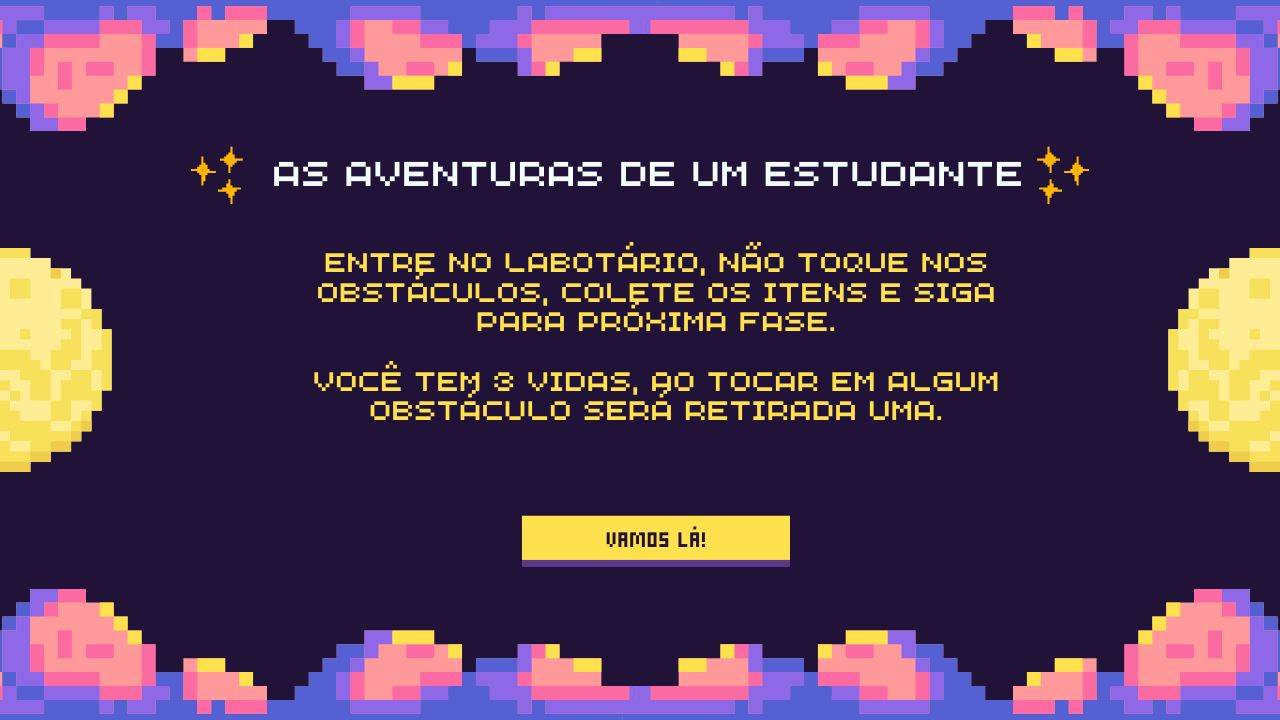 AS AVENTURAS DE UM ESTUDANTE
ENTRE NO LABOTÁRIO, NÃO TOQUE NOS
OBSTÁCULOS, COLETE OS ITENS E SIGA
PARA PRÓXIMA FASE.
VOCÊ TEM 3 VIDAS, AO TOCAR EM ALGUM
OBSTÁCULO SERÁ RETIRADA UMA.
VAMOS LÁ!